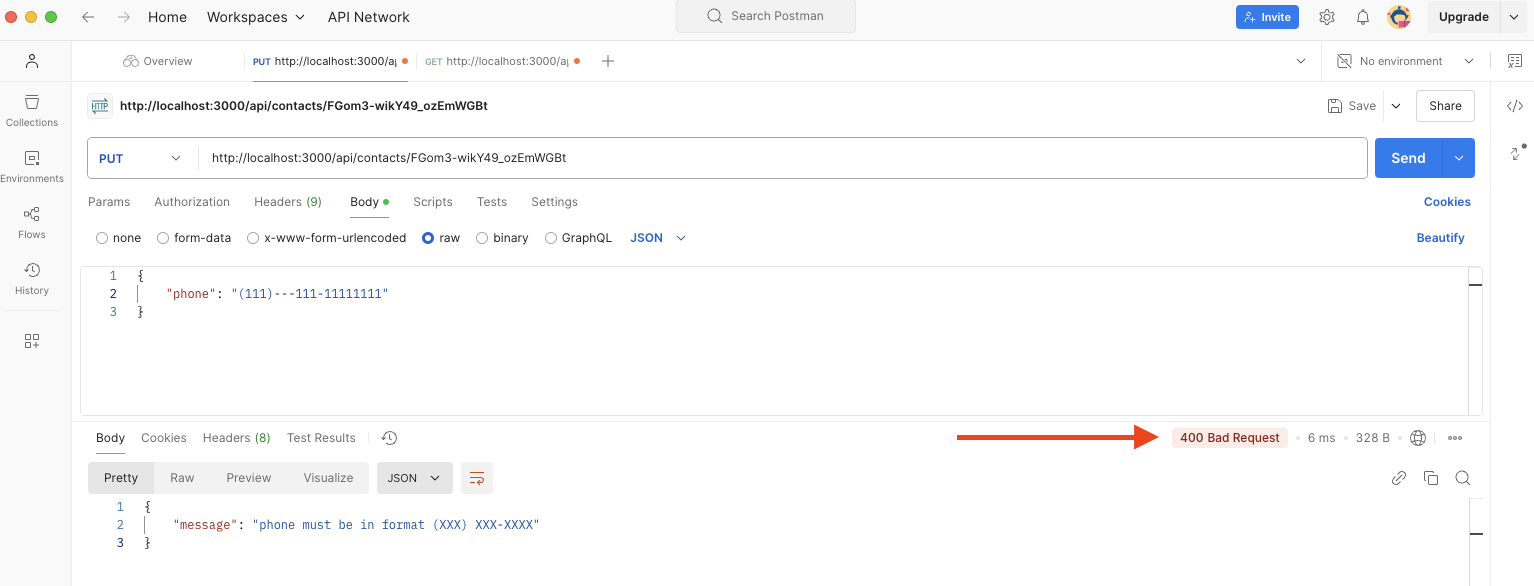 Home Workspaces API Network Search Postman Invite Upgrade
Overview PUT http://localhost:3000/a GET http://localhost:3000/a No environment
HTTP http://localhost:3000/api/contacts/FGom3-wikY49_ozEmWGBt Save Share
Collections
PUT http://localhost:3000/api/contacts/FGom3-wikY49_ozEmWGBt Send
Environments
Params Authorization Headers (9) Body Scripts Tests Settings Cookies
Flows
none form-data x-www-form-urlencoded raw binary GraphQL JSON Beautify
History
1 {
2 "phone": "(111)---111-11111111"
3 }
Body Cookies Headers (8) Test Results 400 Bad Request 6 ms 328 B
Pretty Raw Preview Visualize JSON
1 {
2 "message": "phone must be in format (XXX) XXX-XXXX"
3 }